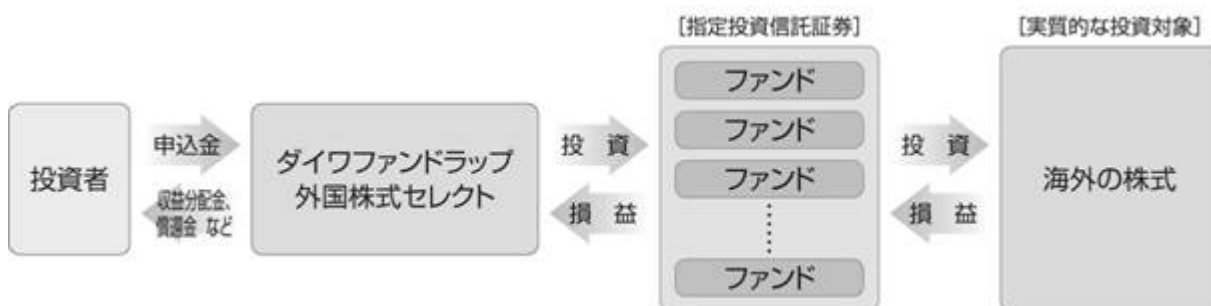 [指定投資信託証券]
[実質的な投資対象]
投資者
申込金
収益分配金、
償還金 など
ダイワファンドラップ
外国株式セレクト
投 資
損 益
ファンド
ファンド
ファンド
ファンド
投 資
損 益
海外の株式